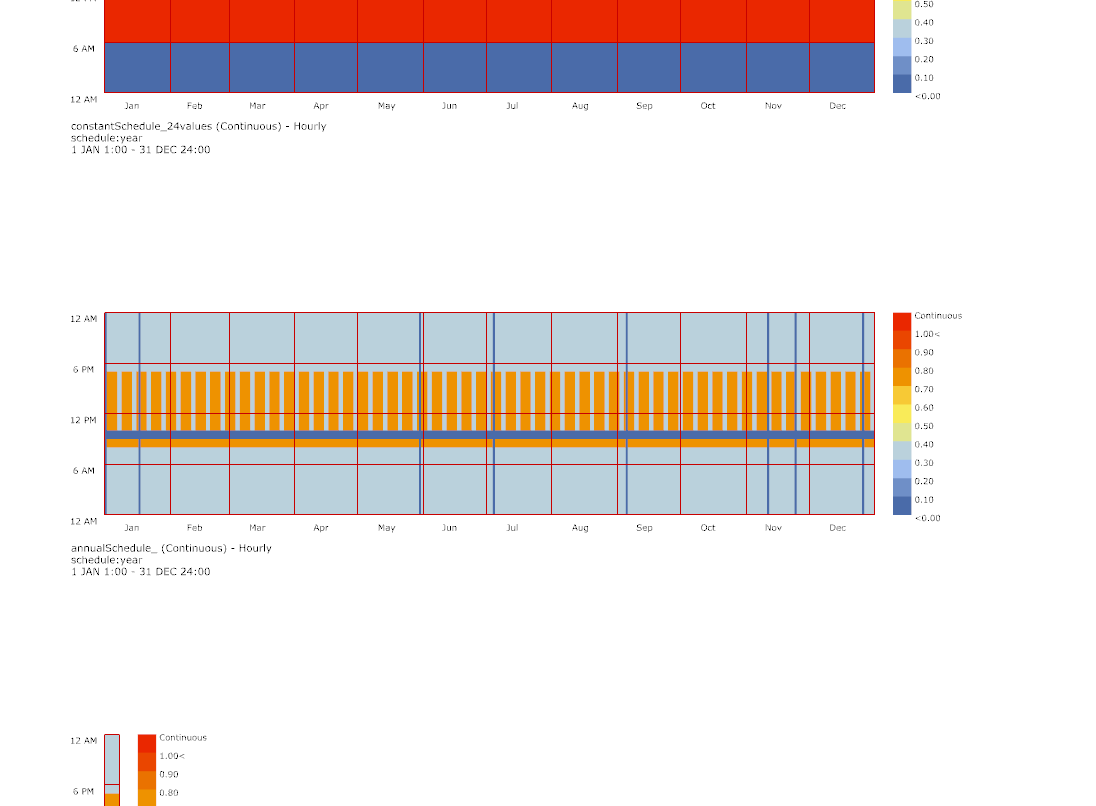 0.50
0.40
6 AM
0.30
0.20
0.10
12 AM
<0.00
Jan Feb Mar Apr May Jun Jul Aug Sep Oct Nov Dec
constantSchedule_24values (Continuous) - Hourly
schedule:year
1 JAN 1:00 - 31 DEC 24:00
12 AM
Continuous
1.00<
0.90
6 PM
0.80
0.70
0.60
12 PM
0.50
0.40
0.30
6 AM
0.20
0.10
12 AM
<0.00
Jan Feb Mar Apr May Jun Jul Aug Sep Oct Nov Dec
annualSchedule_ (Continuous) - Hourly
schedule:year
1 JAN 1:00 - 31 DEC 24:00
12 AM
Continuous
1.00<
0.90
6 PM
0.80